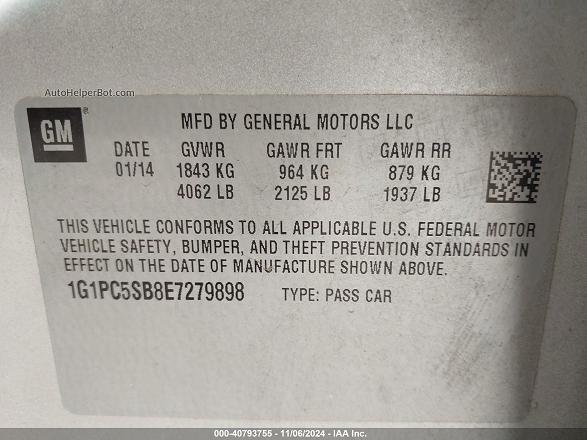 AutoHelperBot.com
GM ®
MFD BY GENERAL MOTORS LLC
DATE GVWR GAWR FRT GAWR RR
01/14 1843 KG 964 KG 879 KG
4062 LB 2125 LB 1937 LB
THIS VEHICLE CONFORMS TO ALL APPLICABLE U.S. FEDERAL MOTOR
VEHICLE SAFETY, BUMPER, AND THEFT PREVENTION STANDARDS IN
EFFECT ON THE DATE OF MANUFACTURE SHOWN ABOVE.
1G1PC5SB8E7279898 TYPE: PASS CAR
000-40793755 - 11/06/2024 - IAA Inc.